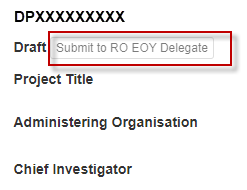 DPXXXXXXXXX
Draft Submit to RO EOY Delegate
Project Title
Administering Organisation
Chief Investigator